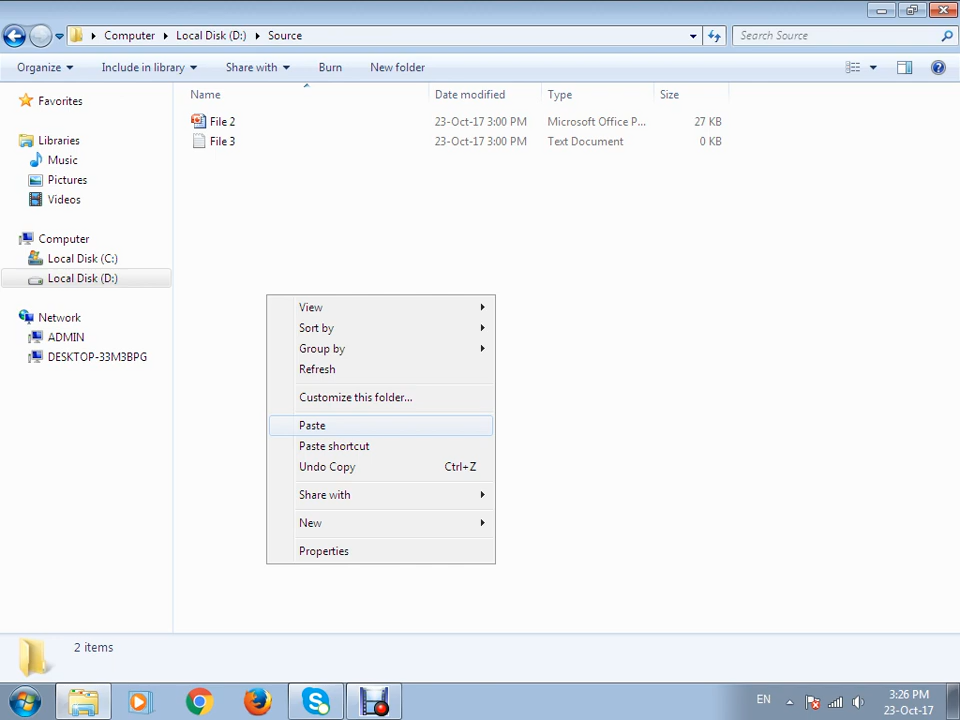 Computer
Local Disk (D:)
Source
Search Source
Organize
Include in library
Share with
Burn
New folder
Favorites
Libraries
Music
Pictures
Videos
Computer
Local Disk (C:)
Local Disk (D:)
Network
ADMIN
DESKTOP-33M3BPG
Name Date modified Type Size
File 2 23-Oct-17 3:00 PM Microsoft Office P... 27 KB
File 3 23-Oct-17 3:00 PM Text Document 0 KB
View
Sort by
Group by
Refresh
Customize this folder...
Paste
Paste shortcut
Undo Copy Ctrl+Z
Share with
New
Properties
2 items
EN
3:26 PM
23-Oct-17